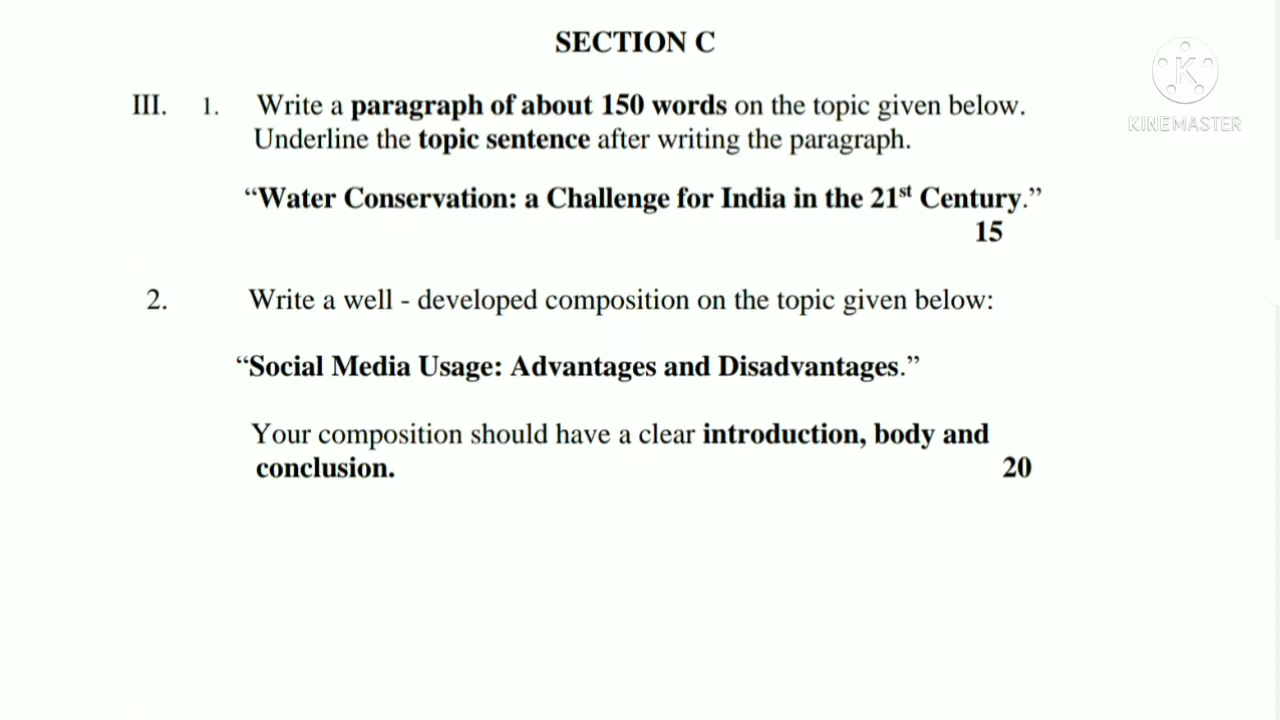 SECTION C
III. 1. Write a paragraph of about 150 words on the topic given below.
Underline the topic sentence after writing the paragraph.
“Water Conservation: a Challenge for India in the 21st Century.”
15
2. Write a well - developed composition on the topic given below:
“Social Media Usage: Advantages and Disadvantages.”
Your composition should have a clear introduction, body and
conclusion. 20
K
KINEMASTER